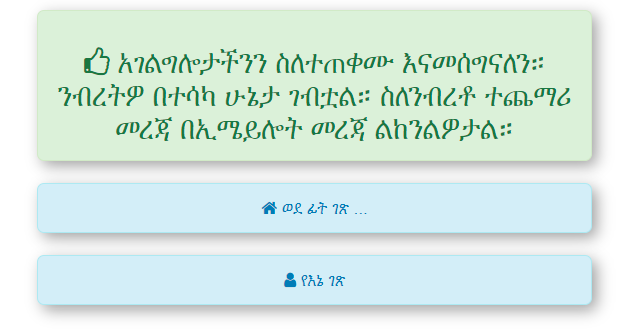 አገልግሎታችንን ስለተጠቀሙ እናመሰግናለን።
ንብረትዎ በተሳካ ሁኔታ ገብቷል። ስለንብረቶ ተጨማሪ
መረጃ በኢሜይሎት መረጃ ልከንልዎታል።
ወደ ፊት ገጽ ...
የእኔ ገጽ